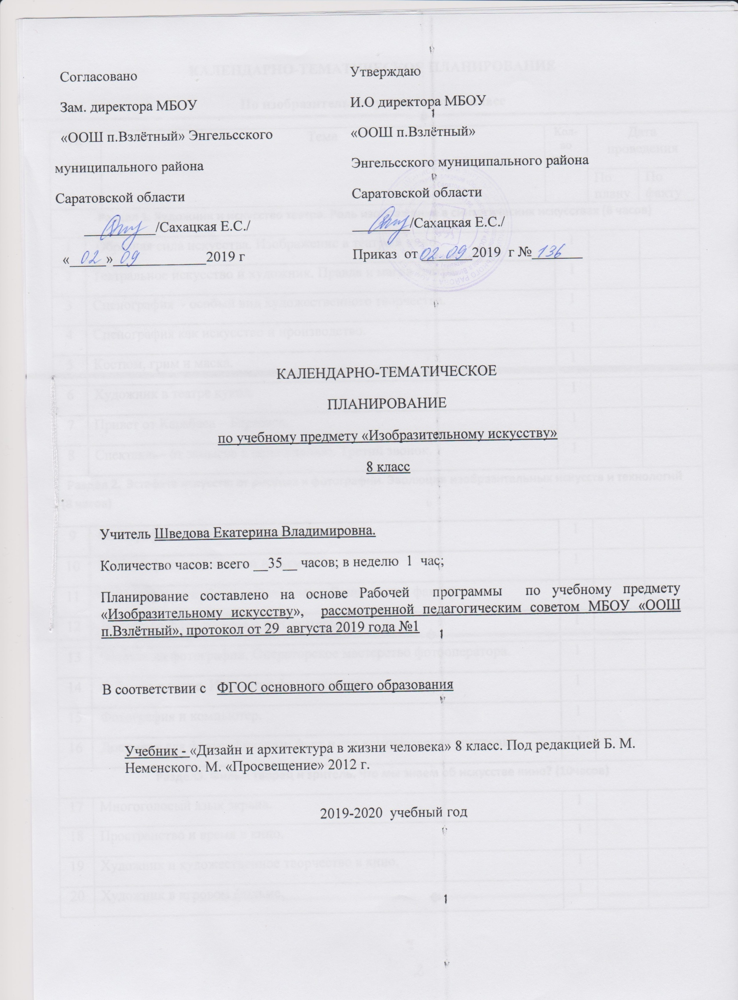 Согласовано
Зам. директора МБОУ
«ООШ п.Взлётный» Энгельсского
муниципального района
Саратовской области
___________/Сахацкая Е.С./
«_02_»_09_____________2019 г
Утверждаю
И.О директора МБОУ
«ООШ п.Взлётный»
Энгельсского муниципального района
Саратовской области
_________/Сахацкая Е.С./
Приказ от 02.09 2019 г № 136
КАЛЕНДАРНО-ТЕМАТИЧЕСКОЕ
ПЛАНИРОВАНИЕ
по учебному предмету «Изобразительному искусству»
8 класс
Учитель Шведова Екатерина Владимировна.
Количество часов: всего __35__ часов; в неделю 1 час;
Планирование составлено на основе Рабочей программы по учебному предмету
«Изобразительному искусству», рассмотренной педагогическим советом МБОУ «ООШ
п.Взлётный», протокол от 29 августа 2019 года №1
В соответствии с ФГОС основного общего образования
Учебник - «Дизайн и архитектура в жизни человека» 8 класс. Под редакцией Б. М.
Неменского. М. «Просвещение» 2012 г.
2019-2020 учебный год